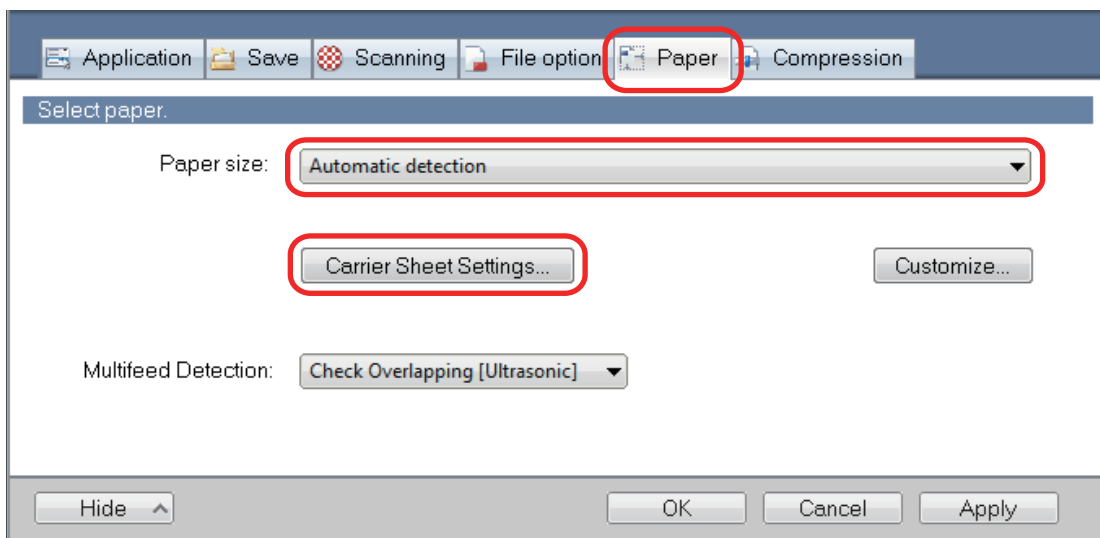 Application Save Scanning File option Paper Compression
Select paper.
Paper size: Automatic detection
Carrier Sheet Settings... Customize...
Multifeed Detection: Check Overlapping [Ultrasonic]
Hide OK Cancel Apply